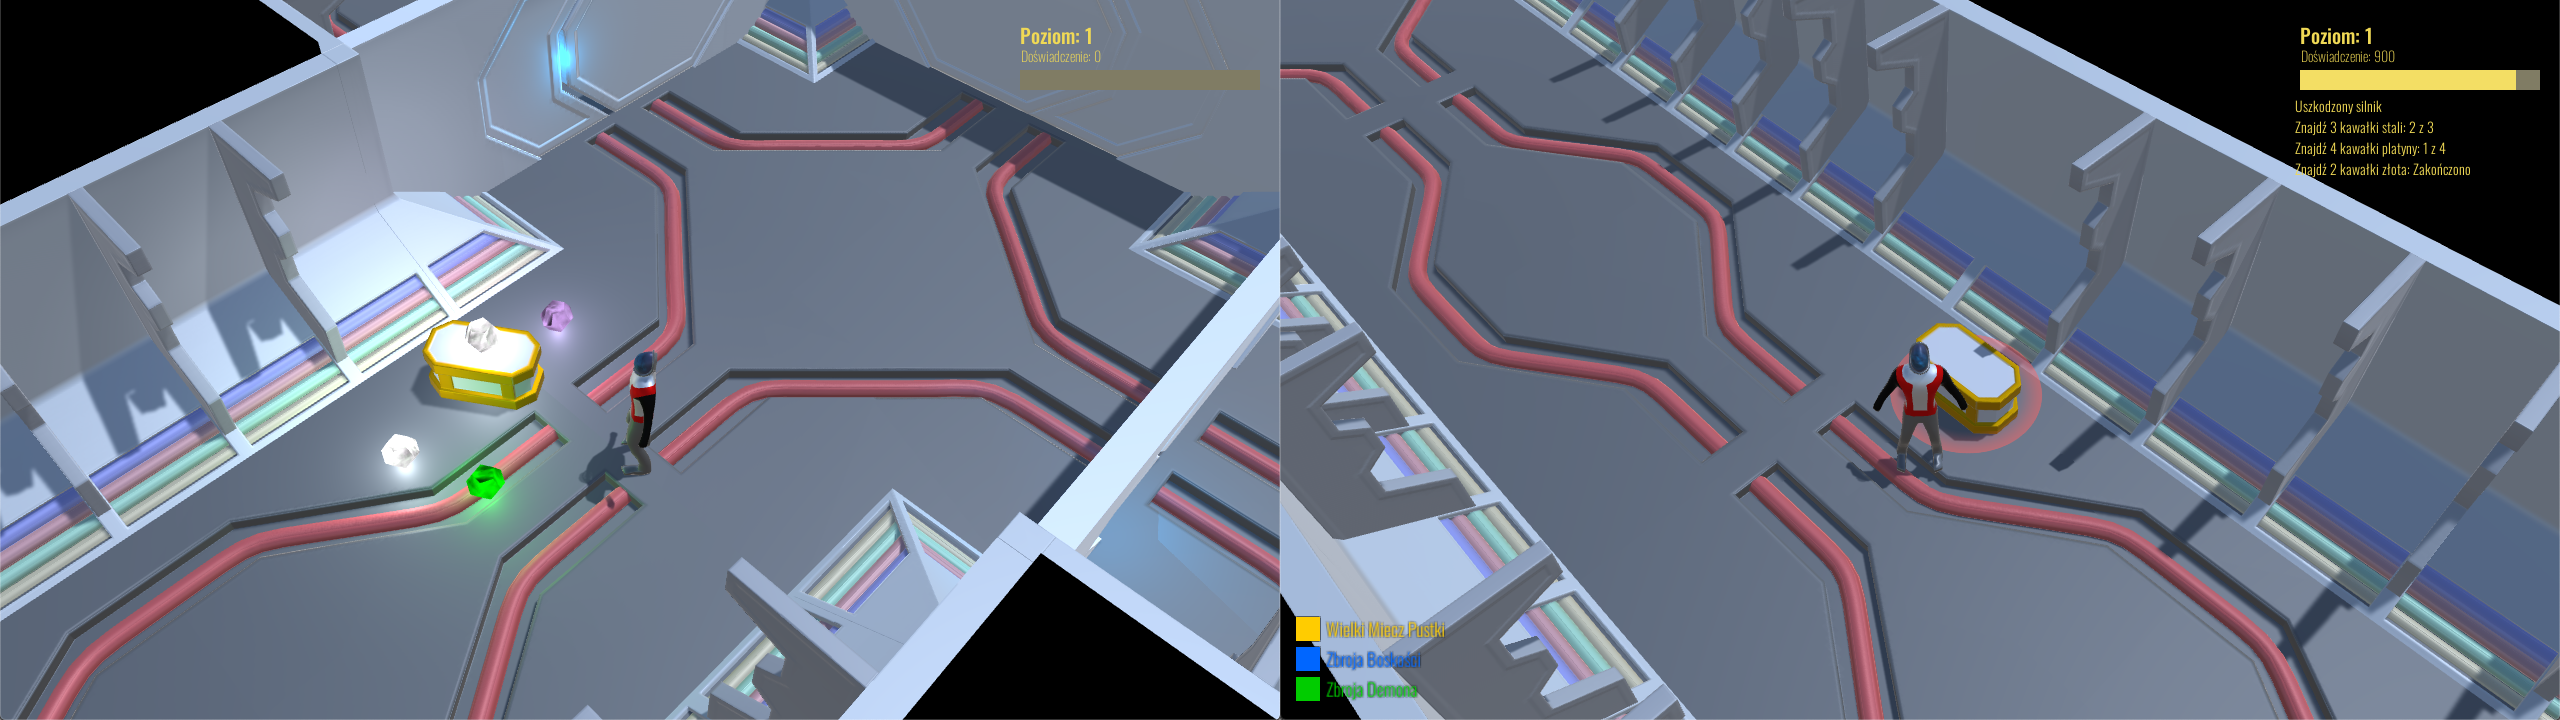 Poziom: 1
Doświadczenie: 0
Poziom: 1
Doświadczenie: 900
Uszkodzony silnik
Znajdź 3 kawałki stali: 2 z 3
Znajdź 4 kawałki platyny: 1 z 4
Znajdź 2 kawałki złota: Zakończono
Wielki Miecz Pustki
Zbroja Boskości
Zbroja Demona